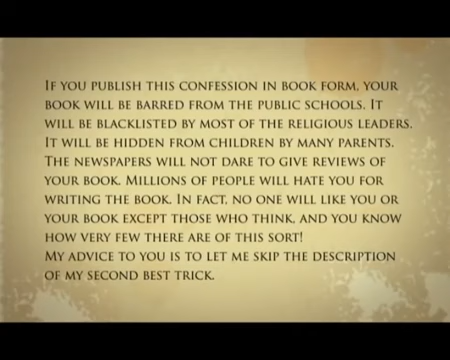 If you publish this confession in book form, your
book will be barred from the public schools. It
will be blacklisted by most of the religious leaders.
It will be hidden from children by many parents.
The newspapers will not dare to give reviews of
your book. Millions of people will hate you for
writing the book. In fact, no one will like you or
your book except those who think, and you know
how very few there are of this sort!
My advice to you is to let me skip the description
of my second best trick.